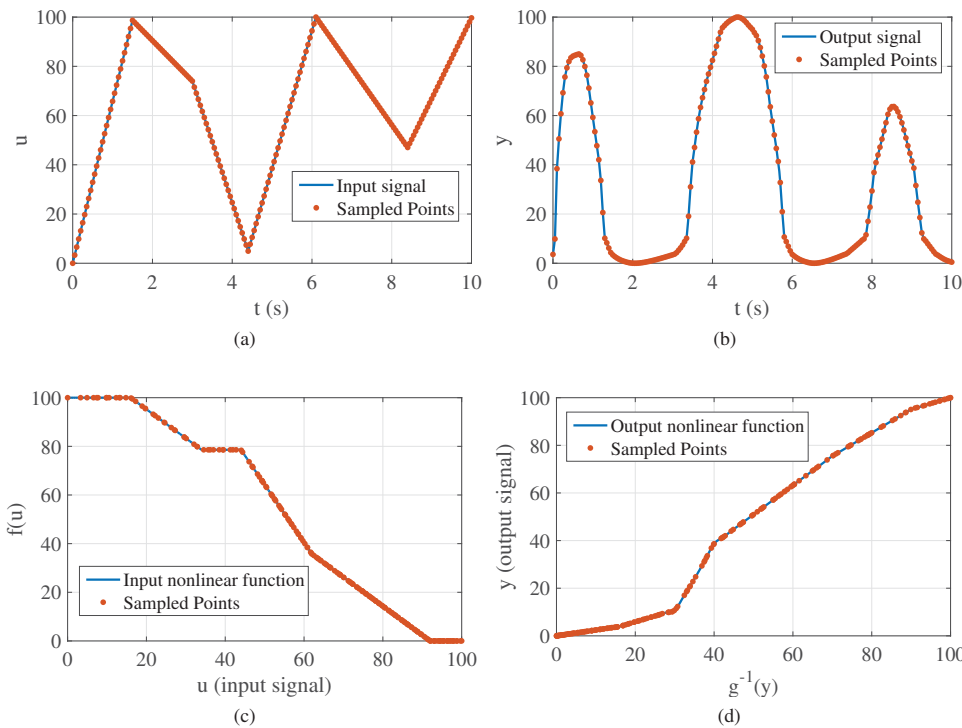 100
80
60
40
20
0
u
0 2 4 6 8 10
t (s)
Input signal
Sampled Points
(a)
100
80
60
40
20
0
y
0 2 4 6 8 10
t (s)
Output signal
Sampled Points
(b)
100
80
60
40
20
0
f(u)
0 20 40 60 80 100
u (input signal)
Input nonlinear function
Sampled Points
(c)
100
80
60
40
20
0
y (output signal)
0 20 40 60 80 100
g⁻¹(y)
Output nonlinear function
Sampled Points
(d)